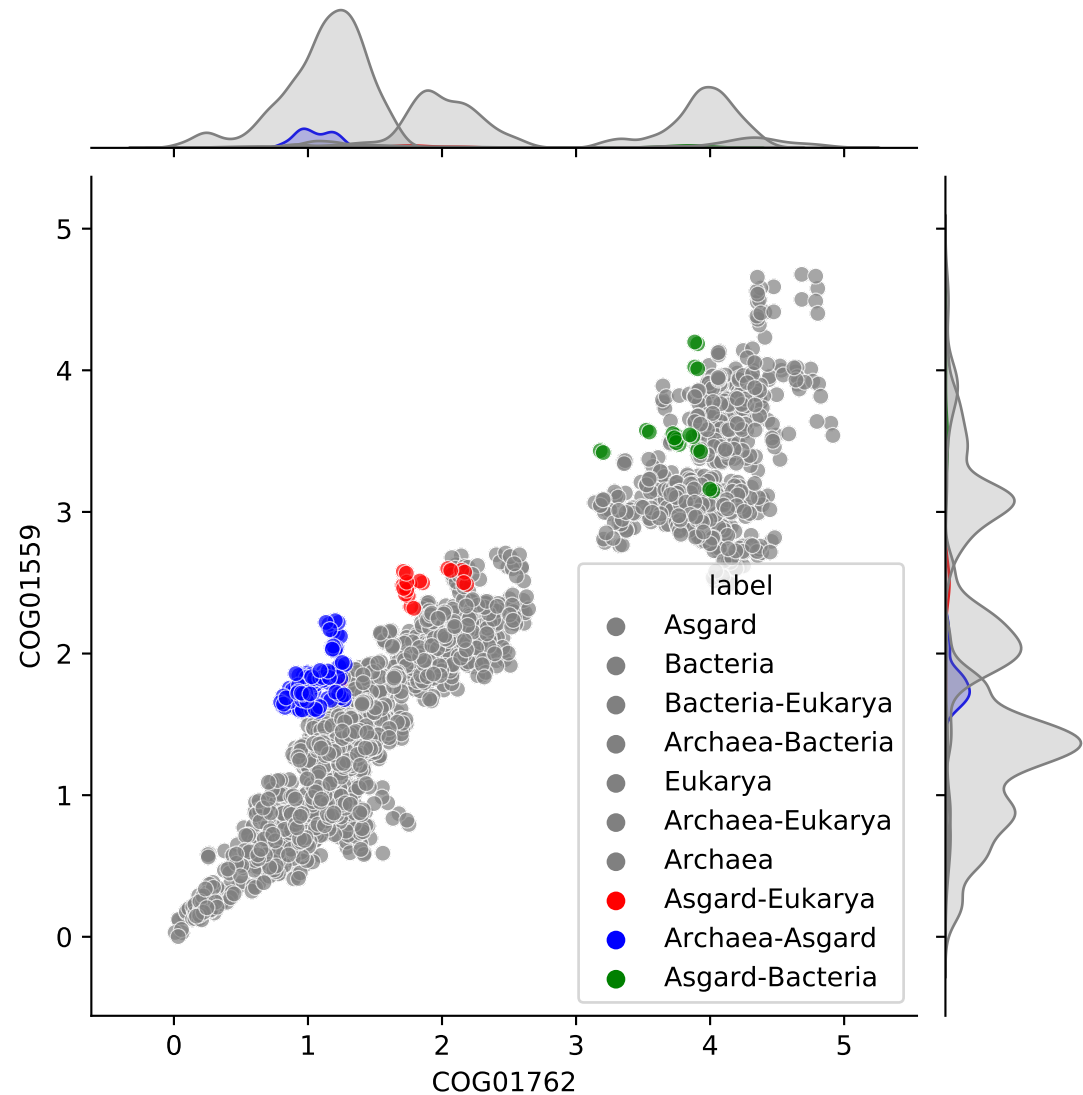 5
4
3
2
1
0
COG01559
label
Asgard
Bacteria
Bacteria-Eukarya
Archaea-Bacteria
Eukarya
Archaea-Eukarya
Archaea
Asgard-Eukarya
Archaea-Asgard
Asgard-Bacteria
0 1 2 3 4 5
COG01762